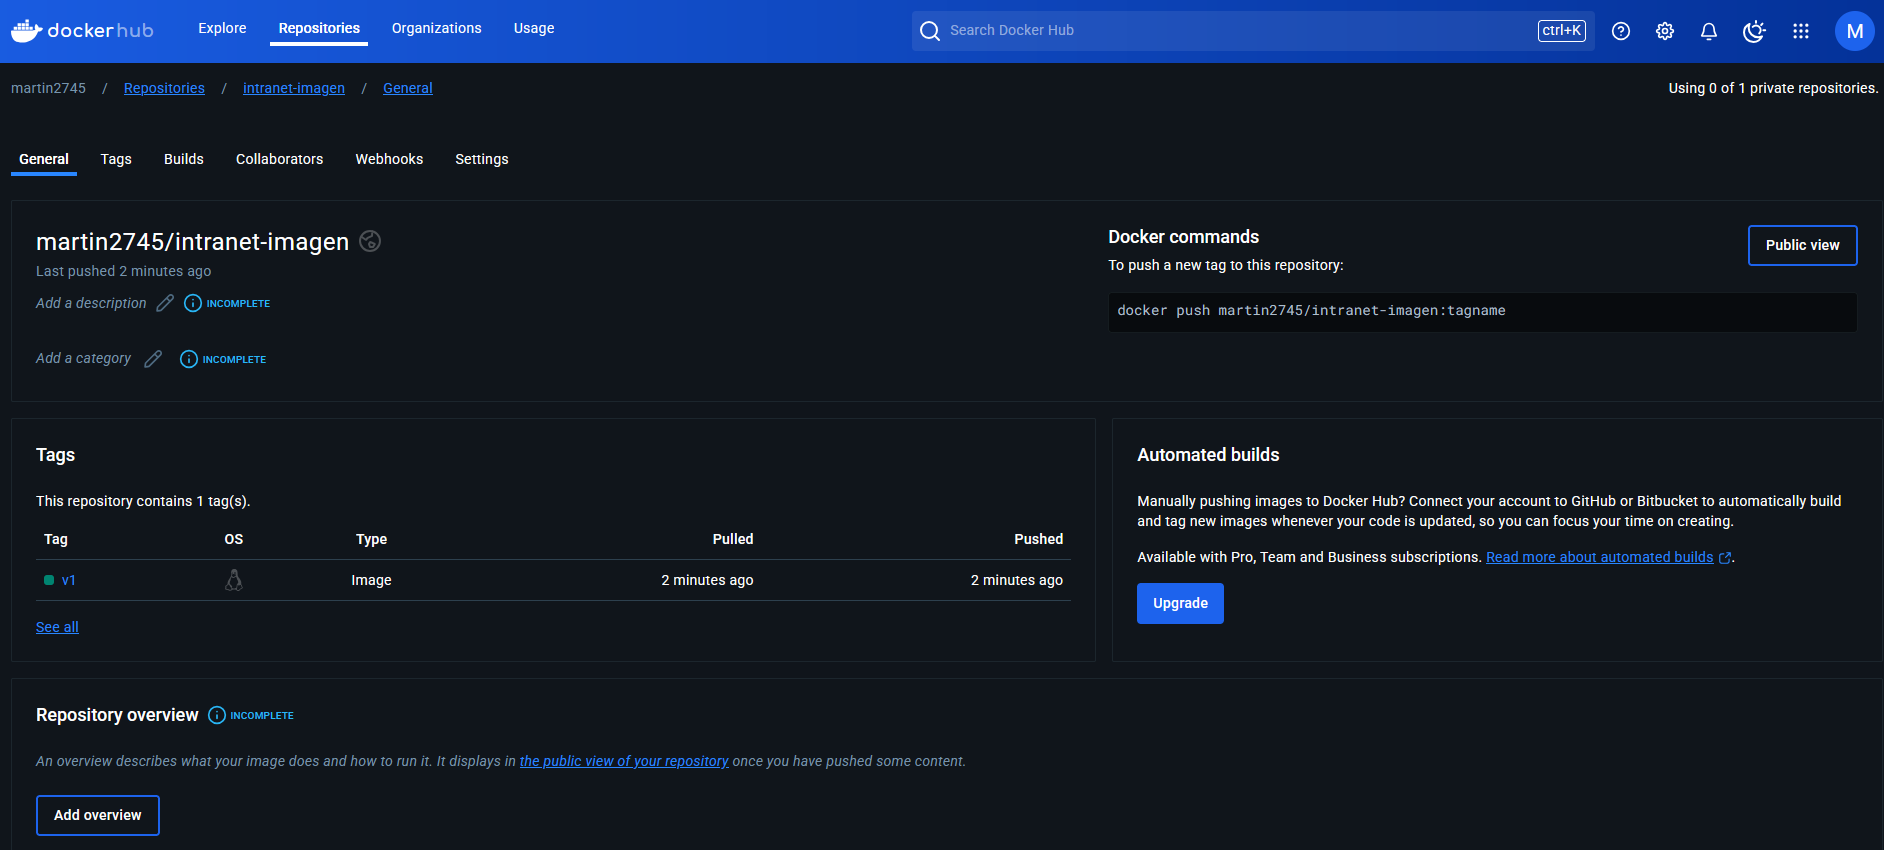 dockerhub Explore Repositories Organizations Usage Search Docker Hub ctrl+K M
martin2745 / Repositories / intranet-imagen / General Using 0 of 1 private repositories.
General Tags Builds Collaborators Webhooks Settings
martin2745/intranet-imagen
Last pushed 2 minutes ago
Add a description INCOMPLETE
Add a category INCOMPLETE
Docker commands
Public view
To push a new tag to this repository:
docker push martin2745/intranet-imagen:tagname
Tags
This repository contains 1 tag(s).
Tag OS Type Pulled Pushed
v1 Image 2 minutes ago 2 minutes ago
See all
Automated builds
Manually pushing images to Docker Hub? Connect your account to GitHub or Bitbucket to automatically build
and tag new images whenever your code is updated, so you can focus your time on creating.
Available with Pro, Team and Business subscriptions. Read more about automated builds.
Upgrade
Repository overview INCOMPLETE
An overview describes what your image does and how to run it. It displays in the public view of your repository once you have pushed some content.
Add overview